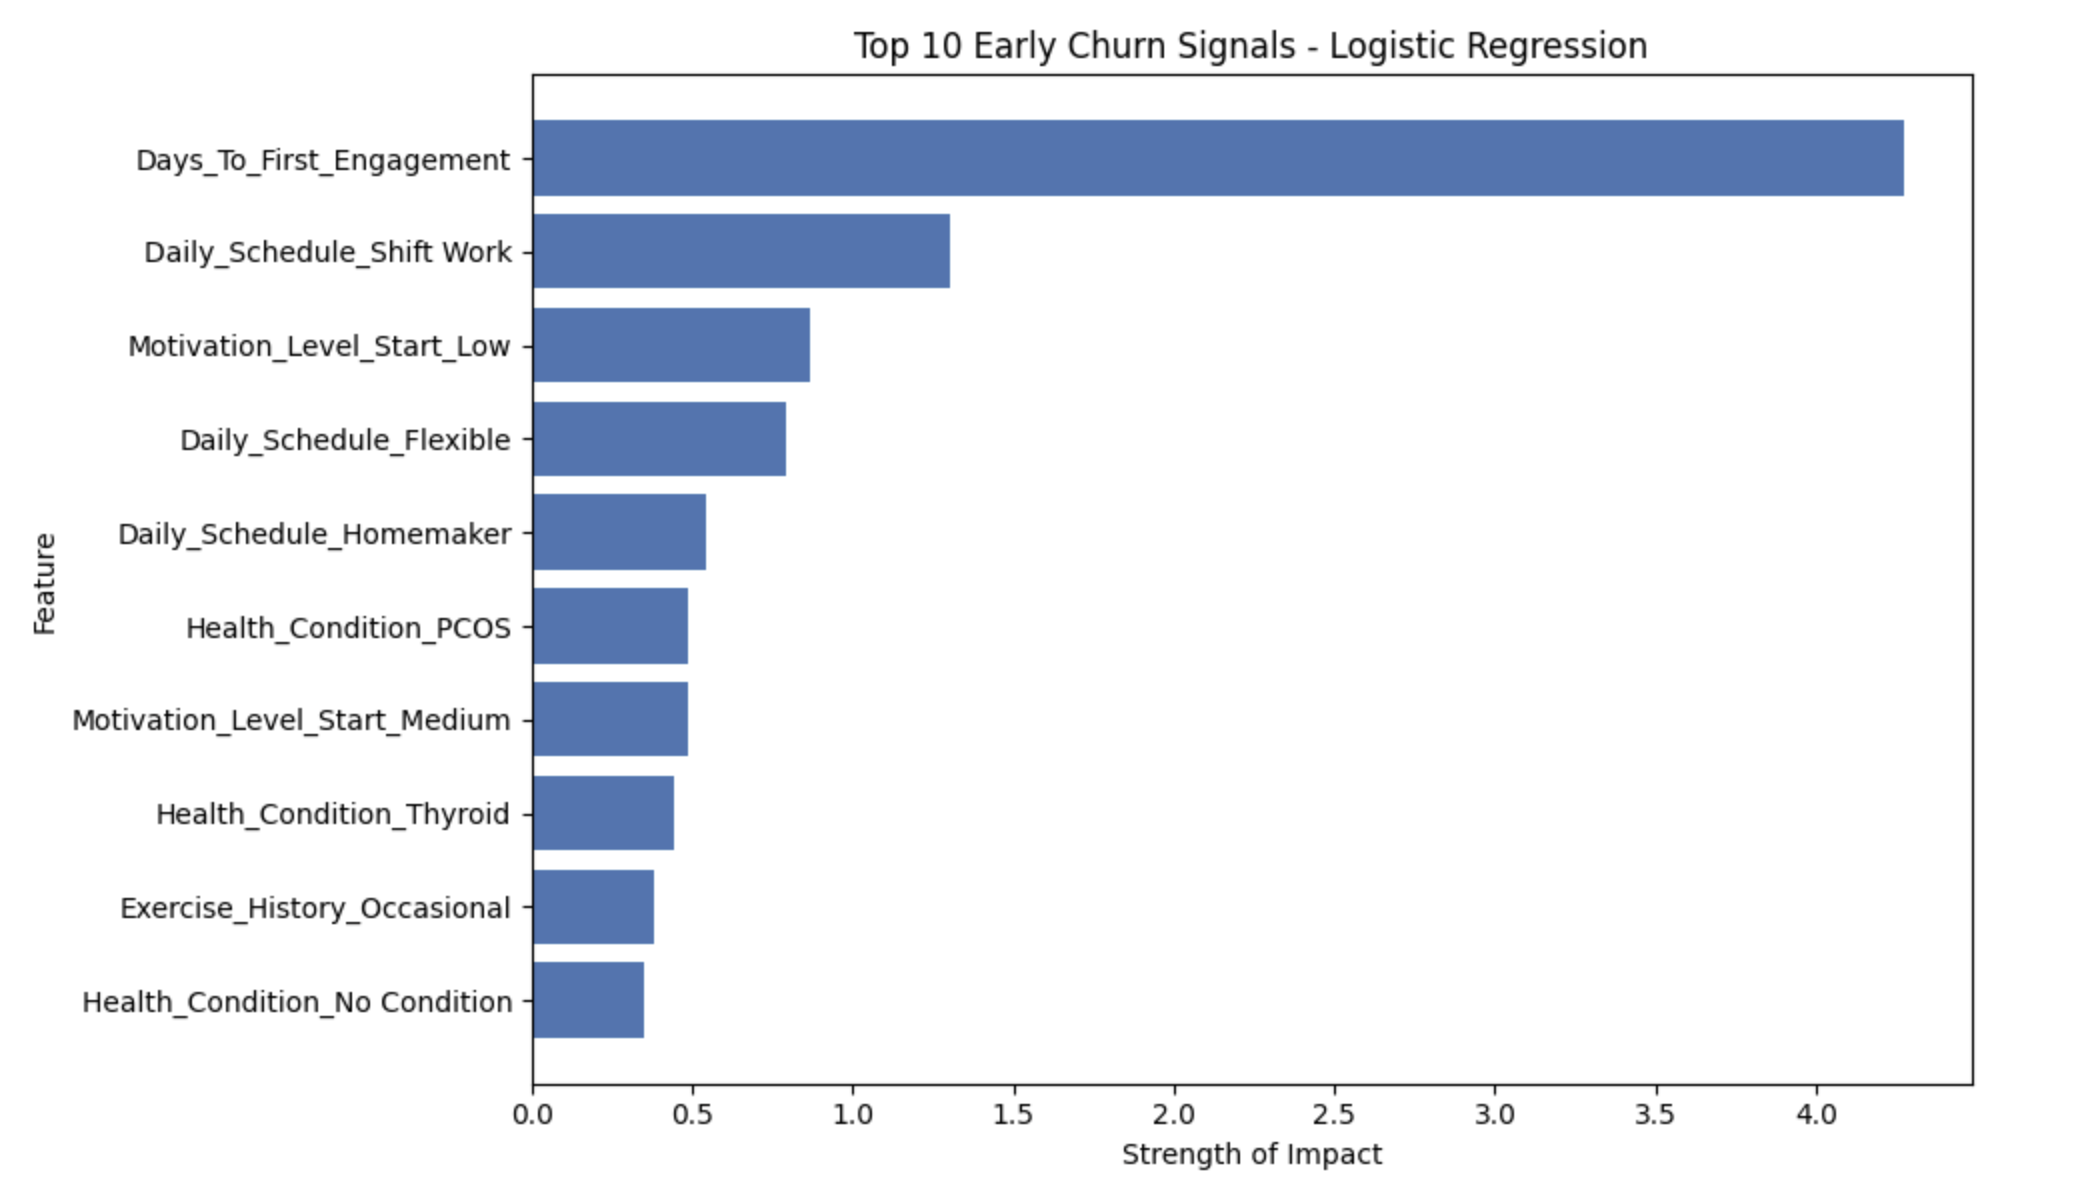 Top 10 Early Churn Signals - Logistic Regression
Days_To_First_Engagement
Daily_Schedule_Shift Work
Motivation_Level_Start_Low
Daily_Schedule_Flexible
Daily_Schedule_Homemaker
Health_Condition_PCOS
Motivation_Level_Start_Medium
Health_Condition_Thyroid
Exercise_History_Occasional
Health_Condition_No Condition
Feature
0.0 0.5 1.0 1.5 2.0 2.5 3.0 3.5 4.0
Strength of Impact